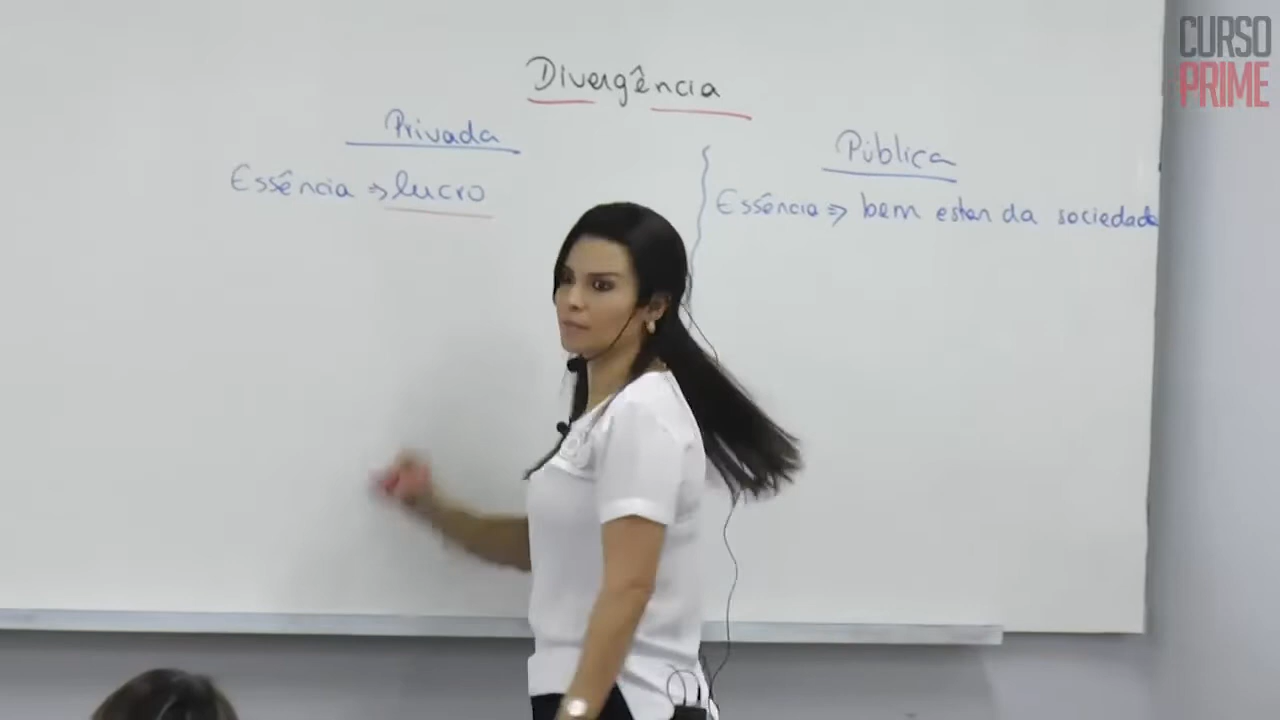 CURSO
PRIME
Divergência
Privada
Essência => lucro
Pública
Essência => bem estar da sociedade